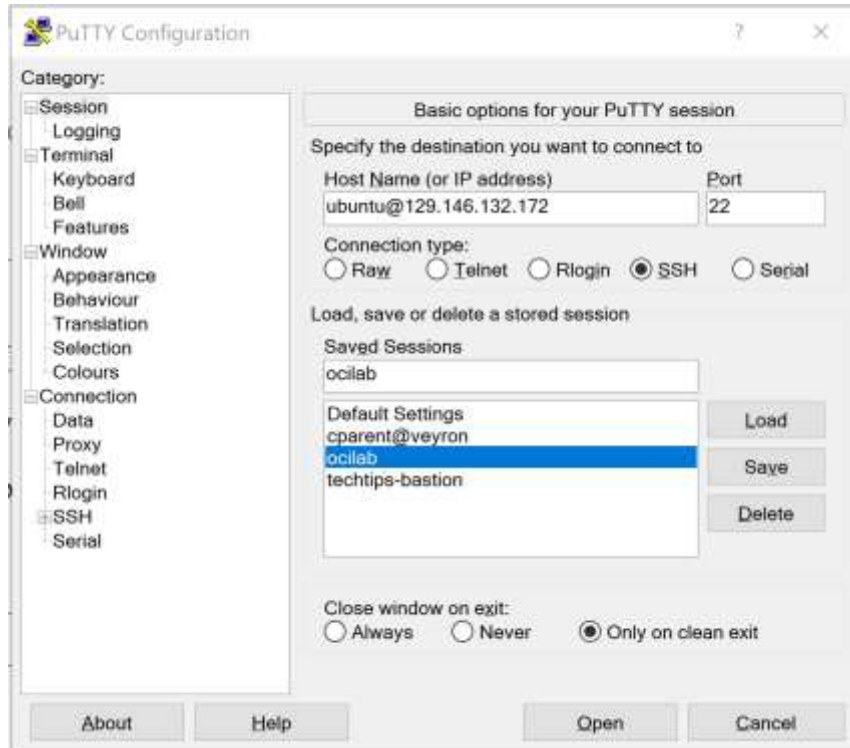 PuTTY Configuration
Category:
Session
Logging
Terminal
Keyboard
Bell
Features
Window
Appearance
Behaviour
Translation
Selection
Colours
Connection
Data
Proxy
Telnet
Rlogin
SSH
Serial
Basic options for your PuTTY session
Specify the destination you want to connect to
Host Name (or IP address) Port
ubuntu@129.146.132.172 22
Connection type:
Raw Telnet Rlogin SSH Serial
Load, save or delete a stored session
Saved Sessions
ocilab
Default Settings
cparent@veyron
ocilab
techtips-bastion
Load
Save
Delete
Close window on exit:
Always Never Only on clean exit
About Help Open Cancel